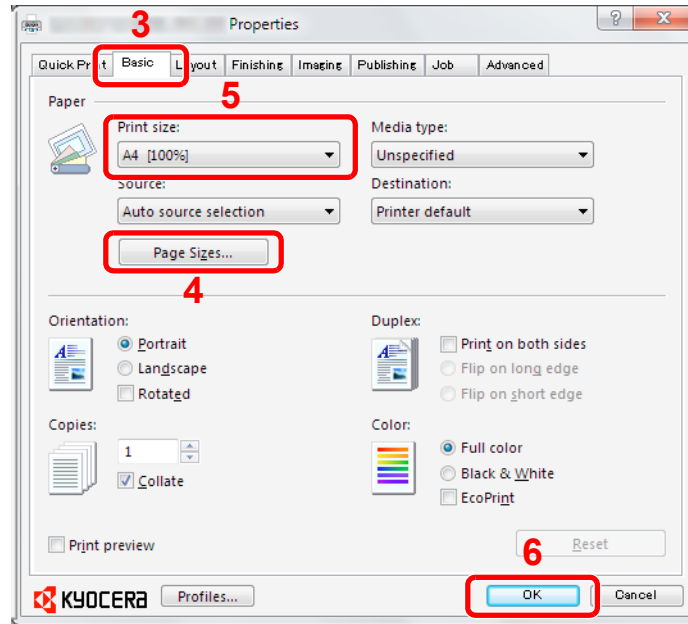 3
Properties
Quick Pr t Basic L yout Finishing Imaging Publishing Job Advanced
5
Paper
Print size: Media type:
A4 [100%] Unspecified
Source: Destination:
Auto source selection Printer default
Page Sizes...
4
Orientation: Duplex:
Portrait Print on both sides
Landscape Flip on long edge
Rotated Flip on short edge
Copies: Color:
1 Full color
Collate Black & White
EcoPrint
Print preview 6 Reset
KYOCERA Profiles... OK Cancel